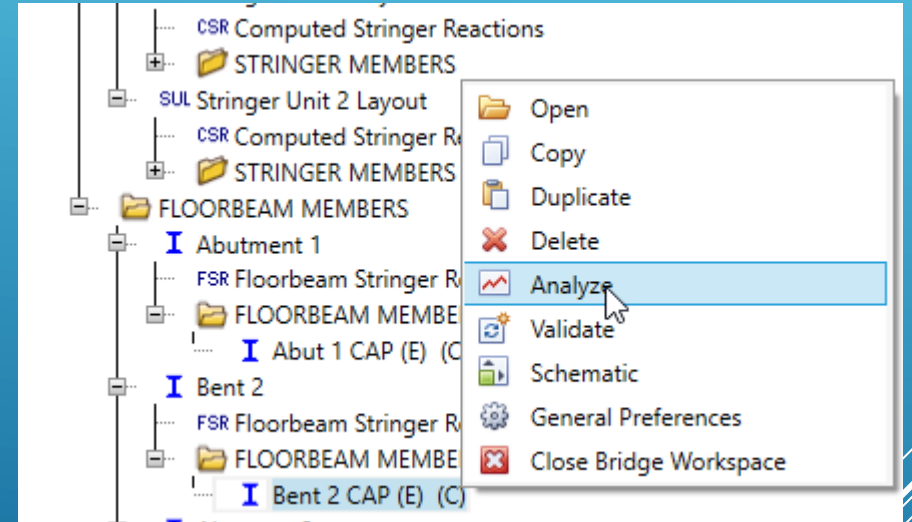 CSR Computed Stringer Reactions
STRINGER MEMBERS
SUL Stringer Unit 2 Layout
CSR Computed Stringer Re
STRINGER MEMBERS
FLOORBEAM MEMBERS
Abutment 1
FSR Floorbeam Stringer R
FLOORBEAM MEMBE
Abut 1 CAP (E) (C
Bent 2
FSR Floorbeam Stringer R
FLOORBEAM MEMBE
Bent 2 CAP (E) (C)
Open
Copy
Duplicate
Delete
Analyze
Validate
Schematic
General Preferences
Close Bridge Workspace